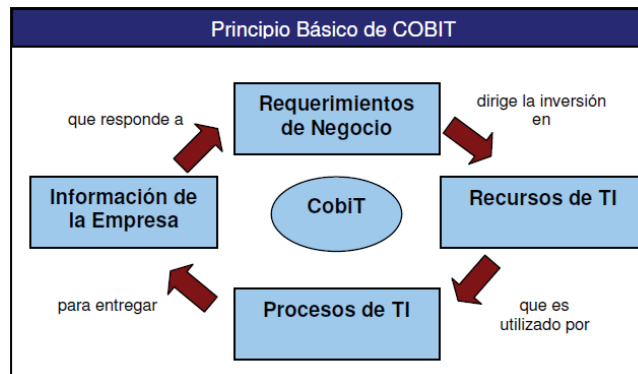 Principio Básico de COBIT
Requerimientos
de Negocio
dirige la inversión
en
Recursos de TI
que es
utilizado por
Procesos de TI
para entregar
Información de
la Empresa
que responde a
CobiT